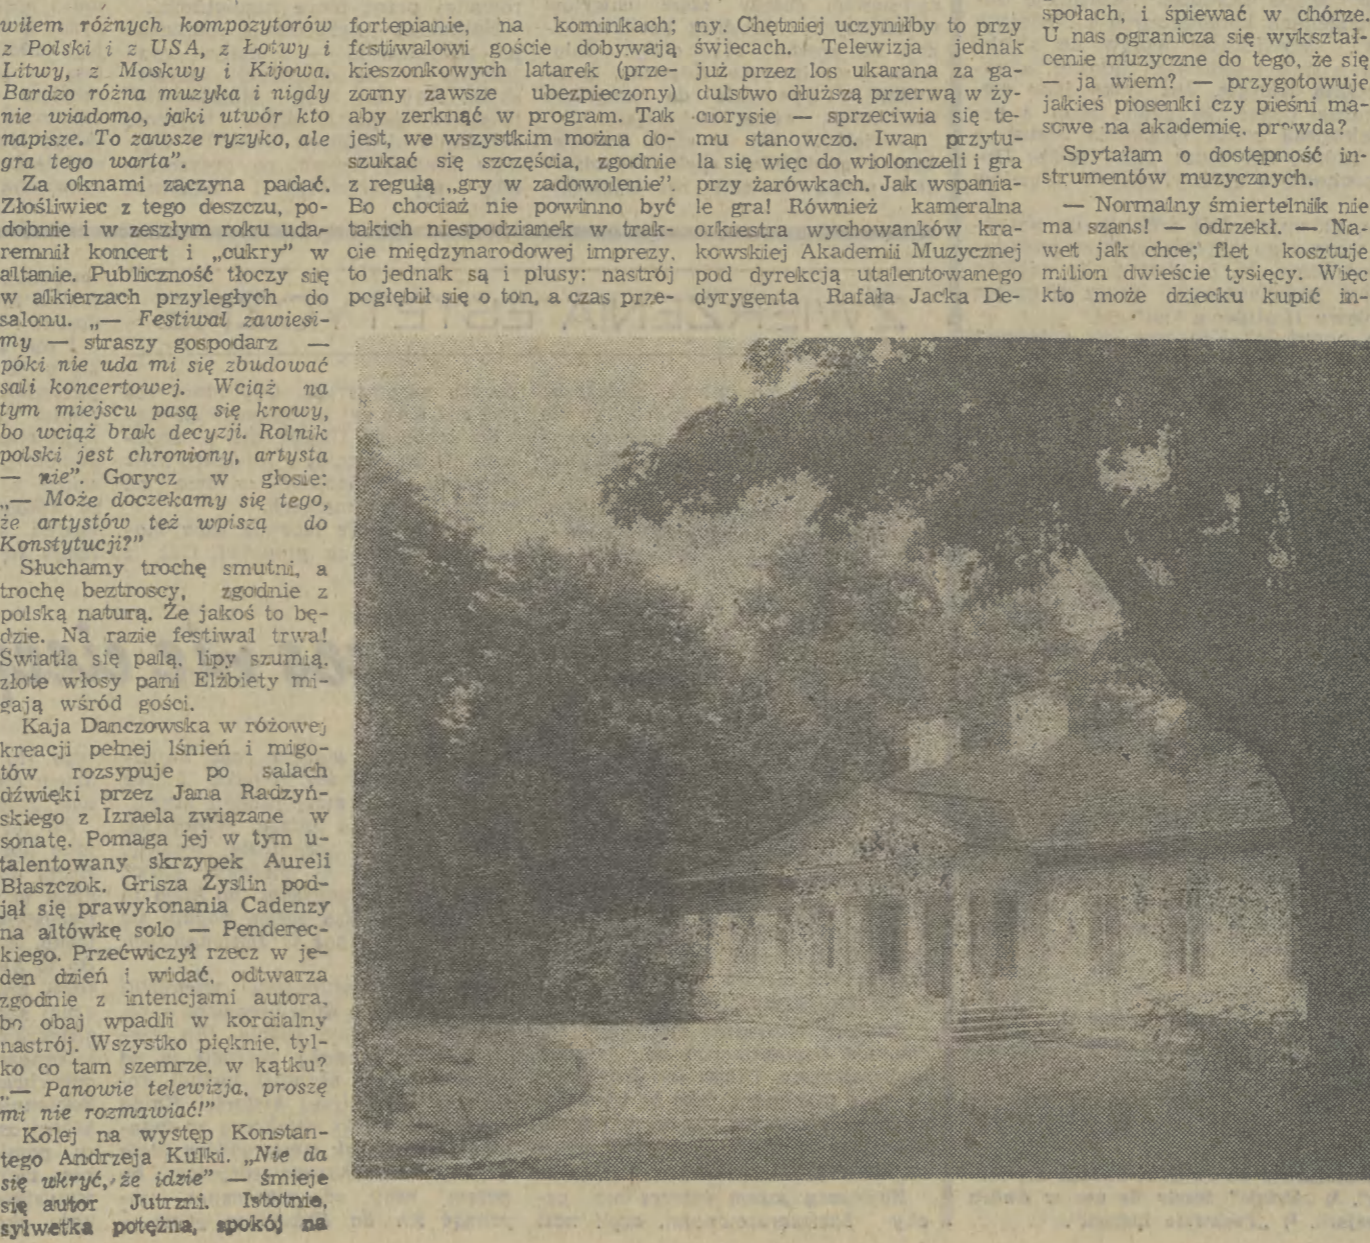 wiłem różnych kompozytorów
z Polski i z USA, z Łotwy i
Litwy, z Moskwy i Kijowa.
Bardzo różna muzyka i nigdy
nie wiadomo, jaki utwór kto
napisze. To zawsze ryzyko, ale
gra tego warta”.
Za oknami zaczyna padać.
Złośliwiec z tego deszczu, po-
dobnie i w zeszłym roku uda-
remnił koncert i „cukry” w
altanie. Publiczność tłoczy się
w alkierzach przyległych do
salonu. „— Festiwal zawiesi-
my — straszy gospodarz —
póki nie uda mi się zbudować
sali koncertowej. Wciąż na
tym miejscu pasą się krowy,
bo wciąż brak decyzji. Rolnik
polski jest chroniony, artysta
— nie”. Gorycz w głosie:
„— Może doczekamy się tego,
że artystów też wpiszą do
Konstytucji?”
Słuchamy trochę smutni, a
trochę beztroscy, zgodnie z
polską naturą. Że jakoś to bę-
dzie. Na razie festiwal trwa!
Światła się palą, lipy szumią,
złote włosy pani Elżbiety mi-
gają wśród gości.
Kaja Danczowska w różowej
kreacji pełnej lśnień i migo-
tów rozsypuje po salach
dźwięki przez Jana Radzyń-
skiego z Izraela związane w
sonatę. Pomaga jej w tym u-
talentowany skrzypek Aureli
Błaszczok. Grisza Żyslin pod-
jął się prawykonania Cadenzy
na altówkę solo — Penderec-
kiego. Przećwiczył rzecz w je-
den dzień i widać, odtwarza
zgodnie z intencjami autora,
bo obaj wpadli w kordialny
nastrój. Wszystko pięknie, tyl-
ko co tam szemrze, w kątku?
„— Panowie telewizja, proszę
mi nie rozmawiać!”
Kolej na występ Konstan-
tego Andrzeja Kulki. „Nie da
się ukryć, że idzie” — śmieje
się autor Jutrzni. Istotnie,
sylwetka potężna, spokój na
fortepianie, na kominkach;
festiwalowi goście dobywają
kieszonkowych latarek (prze-
zorny zawsze ubezpieczony)
aby zerknąć w program. Tak
jest, we wszystkim można do-
szukać się szczęścia, zgodnie
z regułą „gry w zadowolenie”.
Bo chociaż nie powinno być
takich niespodzianek w trak-
cie międzynarodowej imprezy,
to jednak są i plusy: nastrój
pogłębił się o ton, a czas prze-
ny. Chętniej uczyniłby to przy
świecach. Telewizja jednak
już przez los ukarana za ga-
dulstwo dłuższą przerwą w ży-
ciorysie — sprzeciwia się te-
mu stanowczo. Iwan przytu-
la się więc do wiolonczeli i gra
przy żarówkach. Jak wspania-
le gra! Również kameralna
orkiestra wychowanków kra-
kowskiej Akademii Muzycznej
pod dyrekcją utalentowanego
dyrygenta Rafała Jacka De-
społach, i śpiewać w chórze.
U nas ogranicza się wykształ-
cenie muzyczne do tego, że się
— ja wiem? — przygotowuje
jakieś piosenki czy pieśni ma-
sowe na akademię, prawda?
Spytałam o dostępność in-
strumentów muzycznych.
— Normalny śmiertelnik nie
ma szans! — odrzekł. — Na-
wet jak chce; flet kosztuje
milion dwieście tysięcy. Więc
kto może dziecku kupić in-